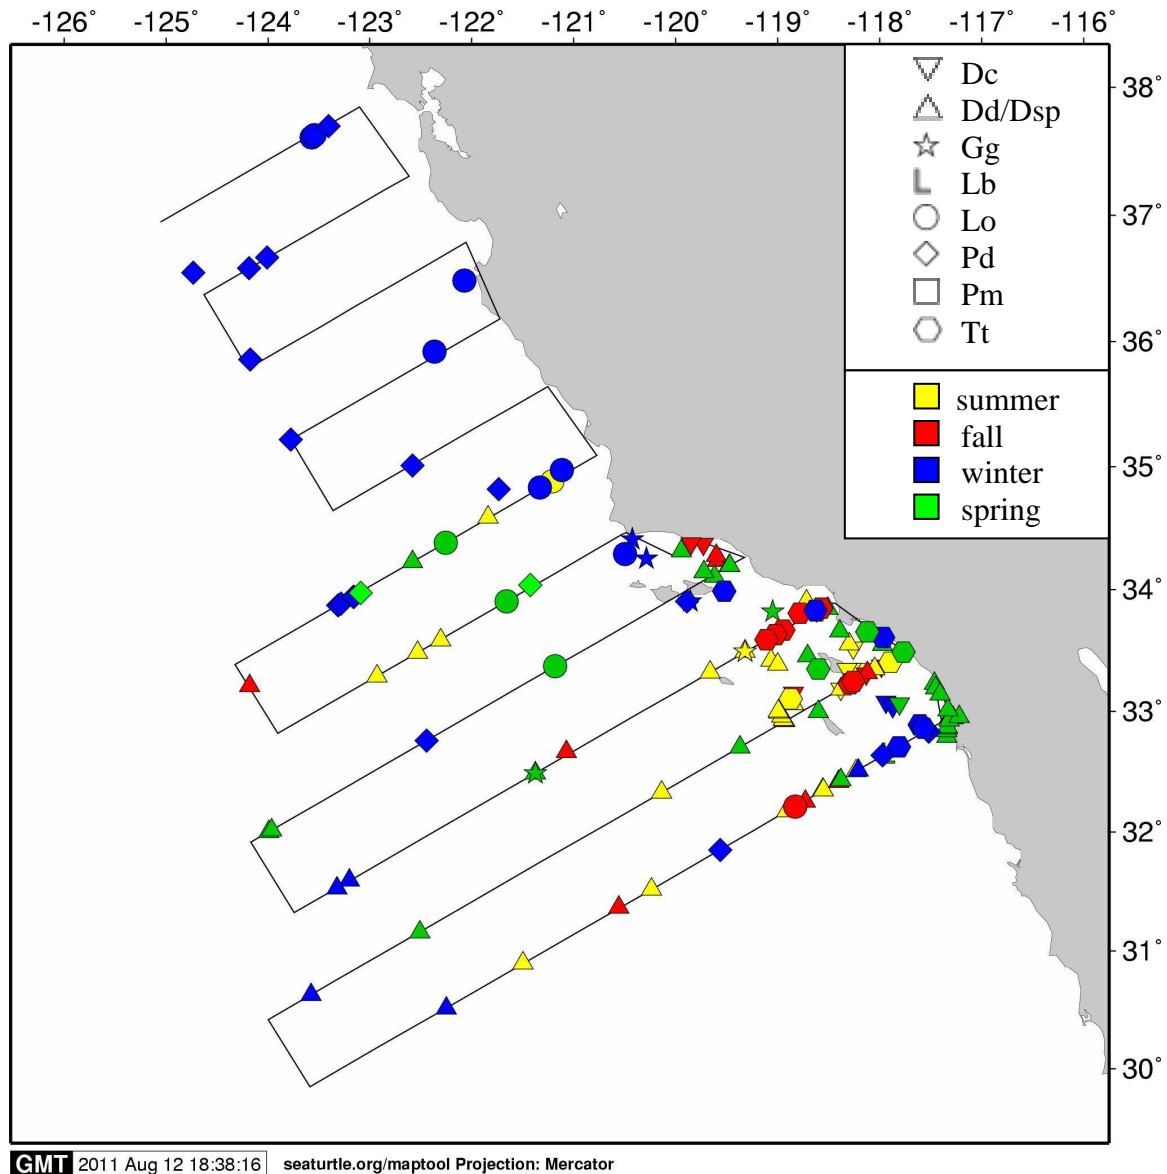 -126° -125° -124° -123° -122° -121° -120° -119° -118° -117° -116°
Dc
38°
Dd/Dsp
Gg
Lb
37°
Lo
Pd
Pm
Tt
36°
summer
fall
35°
winter
spring
34°
33°
32°
31°
30°
GMT 2011 Aug 12 18:38:16 seaturtle.org/maptool Projection: Mercator